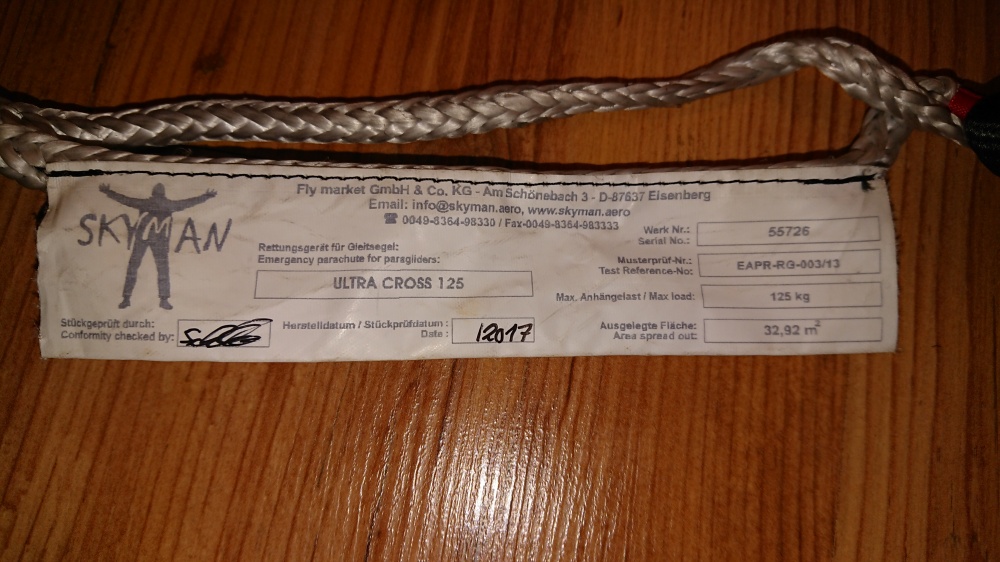 SKYMAN
Fly market GmbH & Co. KG - Am Schönebach 3 - D-87637 Eisenberg
Email: info@skyman.aero, www.skyman.aero
☎ 0049-8364-98330 / Fax-0049-8364-983333
Rettungsgerät für Gleitsegel:
Emergency parachute for paragliders:
ULTRA CROSS 125
Stückgeprüft durch:
Conformity checked by:
Herstelldatum / Stückprüfdatum :
Date :
12017
Werk Nr.:
Serial No.:
55726
Musterprüf-Nr.:
Test Reference-No:
EAPR-RG-003/13
Max. Anhängelast / Max load:
125 kg
Ausgelegte Fläche:
Area spread out:
32,92 m²